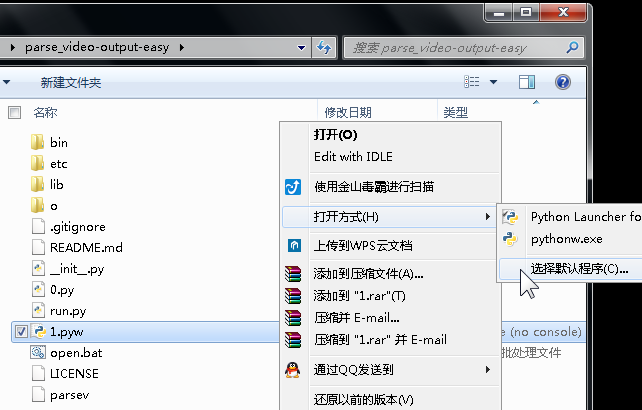 parse_video-output-easy
搜索 parse_video-output-easy
新建文件夹
名称 修改日期 类型
bin
etc
lib
o
.gitignore
README.md
__init__.py
0.py
run.py
1.pyw
open.bat
LICENSE
parsev
打开(O)
Edit with IDLE
使用金山毒霸进行扫描
打开方式(H)
上传到WPS云文档
添加到压缩文件(A)...
添加到 "1.rar"(T)
压缩并 E-mail...
压缩到 "1.rar" 并 E-mail
通过QQ发送到
还原以前的版本(V)
Python Launcher fo
pythonw.exe
选择默认程序(C)...
(no console)
批处理文件